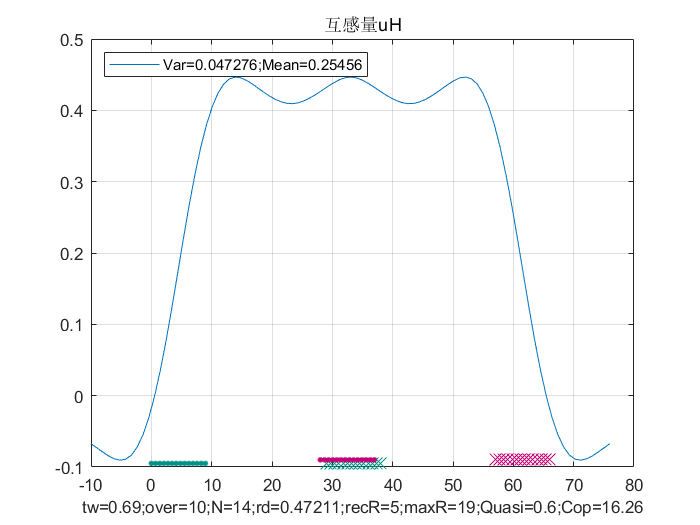 互感量uH
Var=0.047276;Mean=0.25456
0.5
0.4
0.3
0.2
0.1
0
-0.1
-10 0 10 20 30 40 50 60 70 80
tw=0.69;over=10;N=14;rd=0.47211;recR=5;maxR=19;Quasi=0.6;Cop=16.26